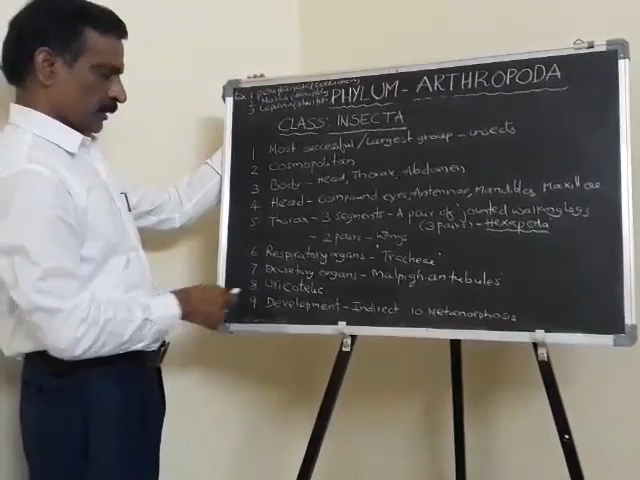 PHYLUM - ARTHROPODA
CLASS: INSECTA
1 Most successful/Largest group - insects
2 Cosmopolitan
3 Body - Head, Thorax, Abdomen
4 Head - compound eyes, Antennae, Mandibles, Maxillae
5 Thorax - 3 segments - A pair of jointed walking legs
(3 pairs) - Hexapoda
- 2 pairs - wings
6 Respiratory organs - 'Tracheae'
7 Excretory organs - Malpighan tubules
8 Uricotelic
9 Development - Indirect 10 Metamorphosis